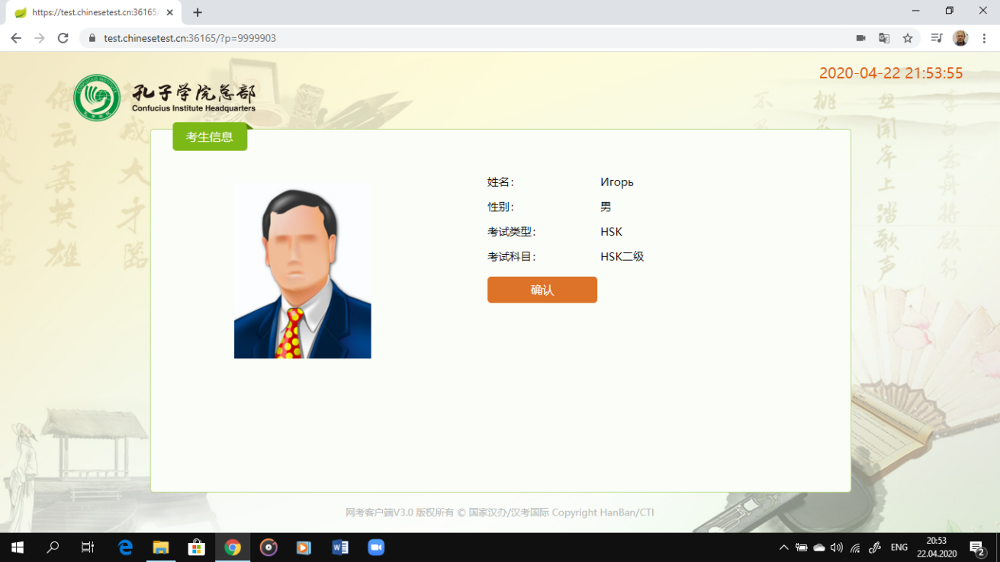 https://test.chinesetest.cn:36165/
test.chinesetest.cn:36165/?p=9999903
2020-04-22 21:53:55
孔子学院总部
Confucius Institute Headquarters
考生信息
姓名： Игорь
性别： 男
考试类型： HSK
考试科目： HSK二级
确认
网考客户端V3.0 版权所有 © 国家汉办/汉考国际 Copyright HanBan/CTI
ENG
20:53
22.04.2020
2